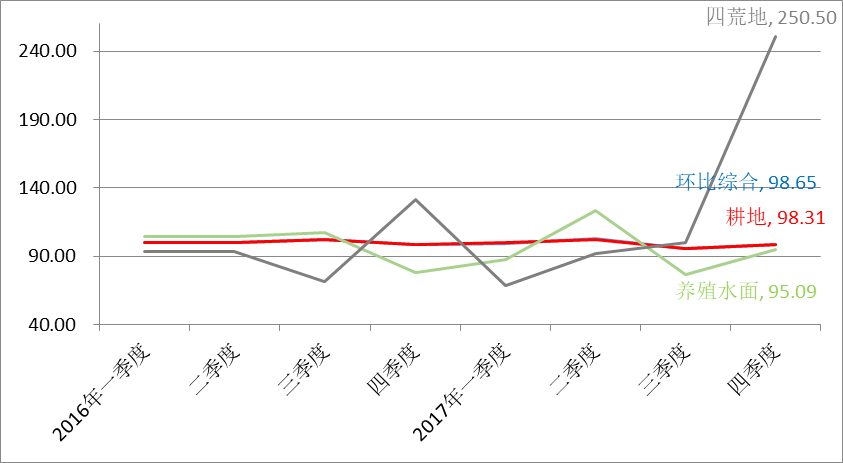 四荒地, 250.50
240.00
190.00
140.00
90.00
40.00
环比综合, 98.65
耕地, 98.31
养殖水面, 95.09
2016年一季度
二季度
三季度
四季度
2017年一季度
二季度
三季度
四季度